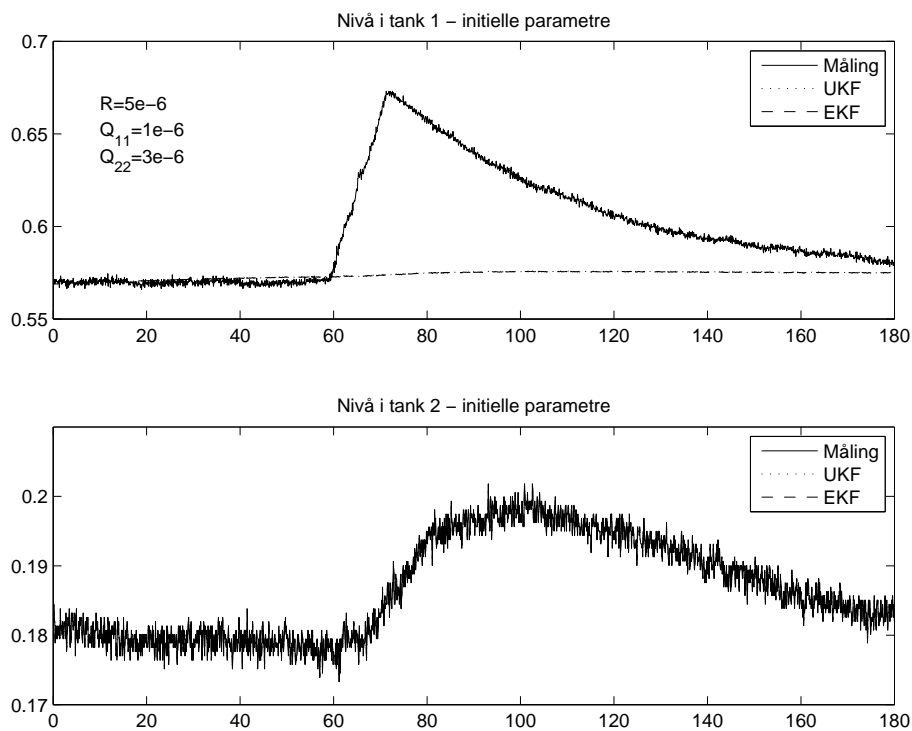 Nivå i tank 1 – initielle parametre
0.7
0.65
0.6
0.55
R=5e−6
Q11=1e−6
Q22=3e−6
Måling
UKF
EKF
0 20 40 60 80 100 120 140 160 180
Nivå i tank 2 – initielle parametre
0.2
0.19
0.18
0.17
Måling
UKF
EKF
0 20 40 60 80 100 120 140 160 180